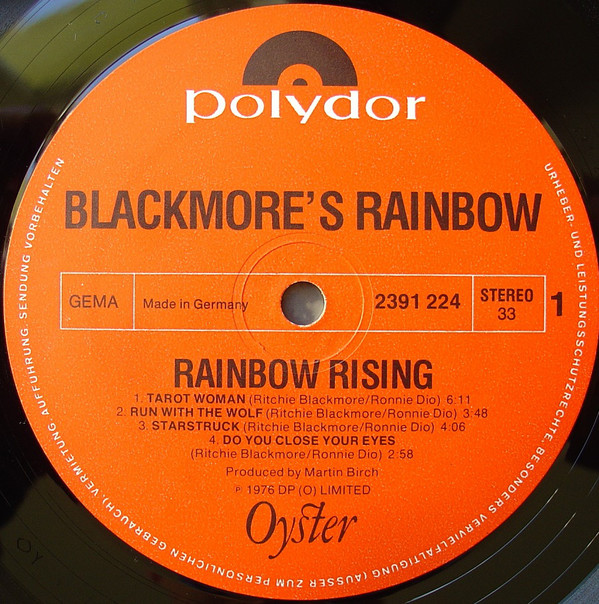 polydor
BLACKMORE'S RAINBOW
GEMA
Made in Germany
2391 224
STEREO
33
1
RAINBOW RISING
1. TAROT WOMAN (Ritchie Blackmore/Ronnie Dio) 6:11
2. RUN WITH THE WOLF (Ritchie Blackmore/Ronnie Dio) 3:48
3. STARSTRUCK (Ritchie Blackmore/Ronnie Dio) 4:06
4. DO YOU CLOSE YOUR EYES
(Ritchie Blackmore/Ronnie Dio) 2:58
Produced by Martin Birch
℗ 1976 DP (O) LIMITED
Oyster
URHEBER- UND LEISTUNGSSCHUTZRECHTE, BESONDERS VERVIELFALTIGUNG (AUSSER ZUM PERSONLICHEN GEBRAUCH), VERMIETUNG, AUFFUHRUNG, SENDUNG VORBEHALTEN